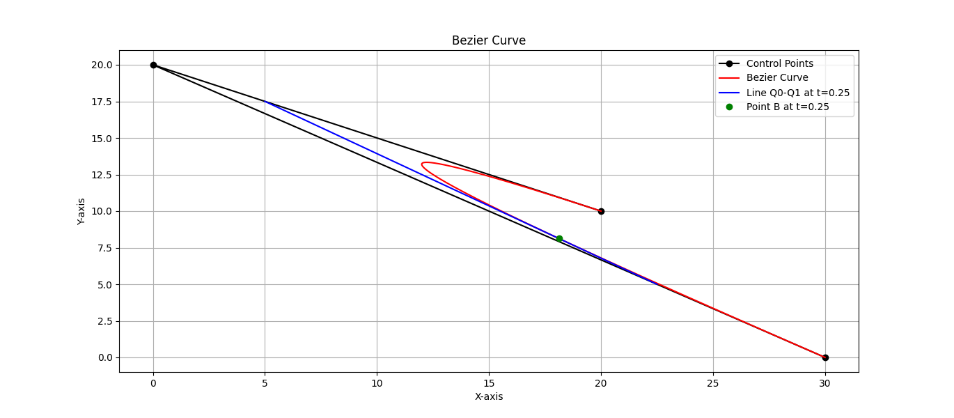 Bezier Curve
Control Points
Bezier Curve
Line Q0-Q1 at t=0.25
Point B at t=0.25
20.0
17.5
15.0
12.5
10.0
7.5
5.0
2.5
0.0
Y-axis
0 5 10 15 20 25 30
X-axis